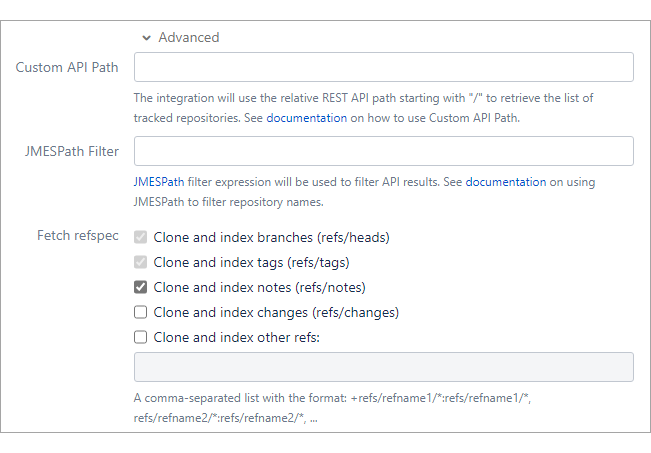 Advanced
Custom API Path
The integration will use the relative REST API path starting with "/" to retrieve the list of
tracked repositories. See documentation on how to use Custom API Path.
JMESPath Filter
JMESPath filter expression will be used to filter API results. See documentation on using
JMESPath to filter repository names.
Fetch refspec
Clone and index branches (refs/heads)
Clone and index tags (refs/tags)
Clone and index notes (refs/notes)
Clone and index changes (refs/changes)
Clone and index other refs:
A comma-separated list with the format: +refs/refname1/*:refs/refname1/*,
refs/refname2/*:refs/refname2/*, ...